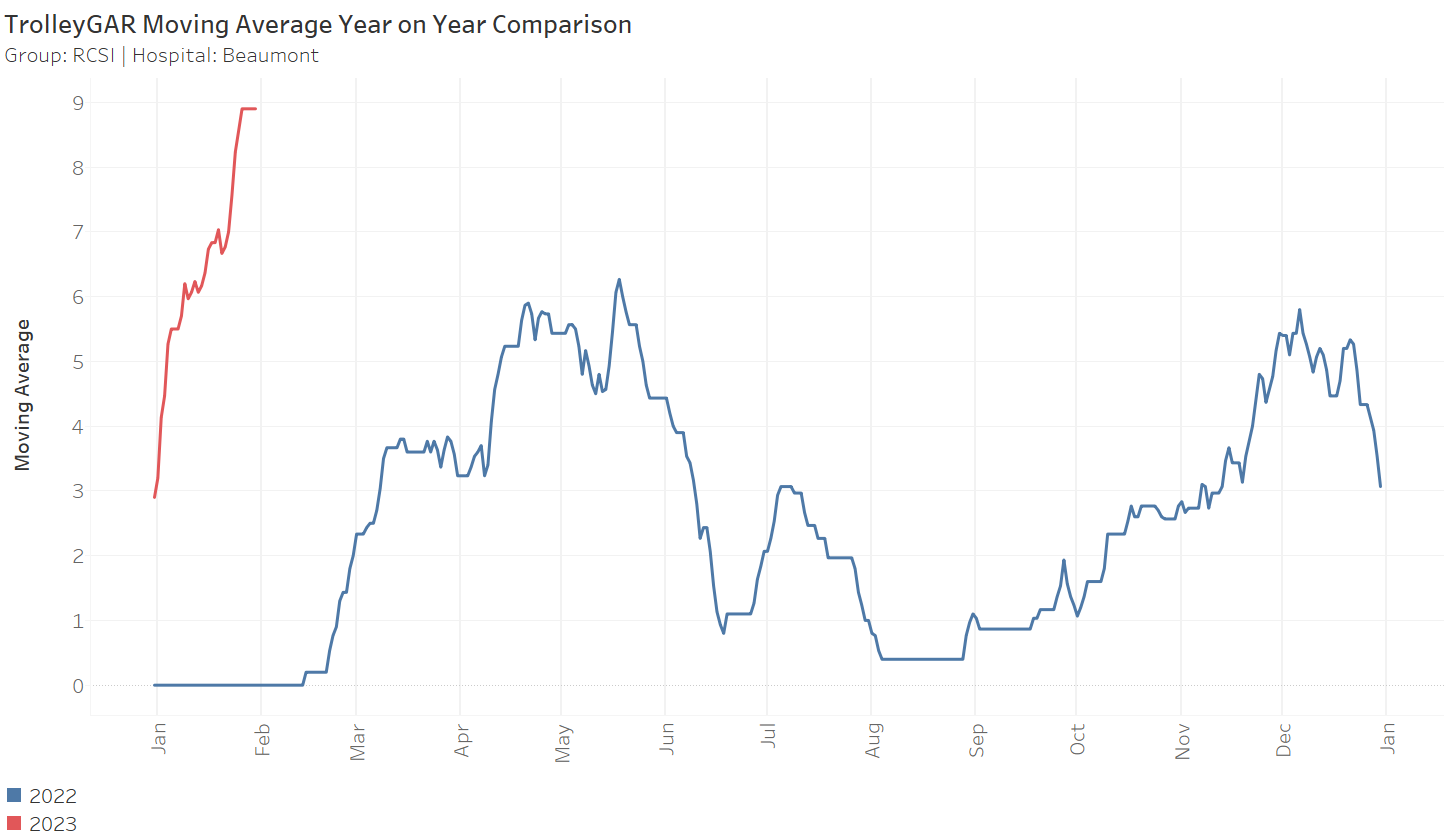 TrolleyGAR Moving Average Year on Year Comparison
Group: RCSI | Hospital: Beaumont
Moving Average
9
8
7
6
5
4
3
2
1
0
Jan
Feb
Mar
Apr
May
Jun
Jul
Aug
Sep
Oct
Nov
Dec
Jan
2022
2023